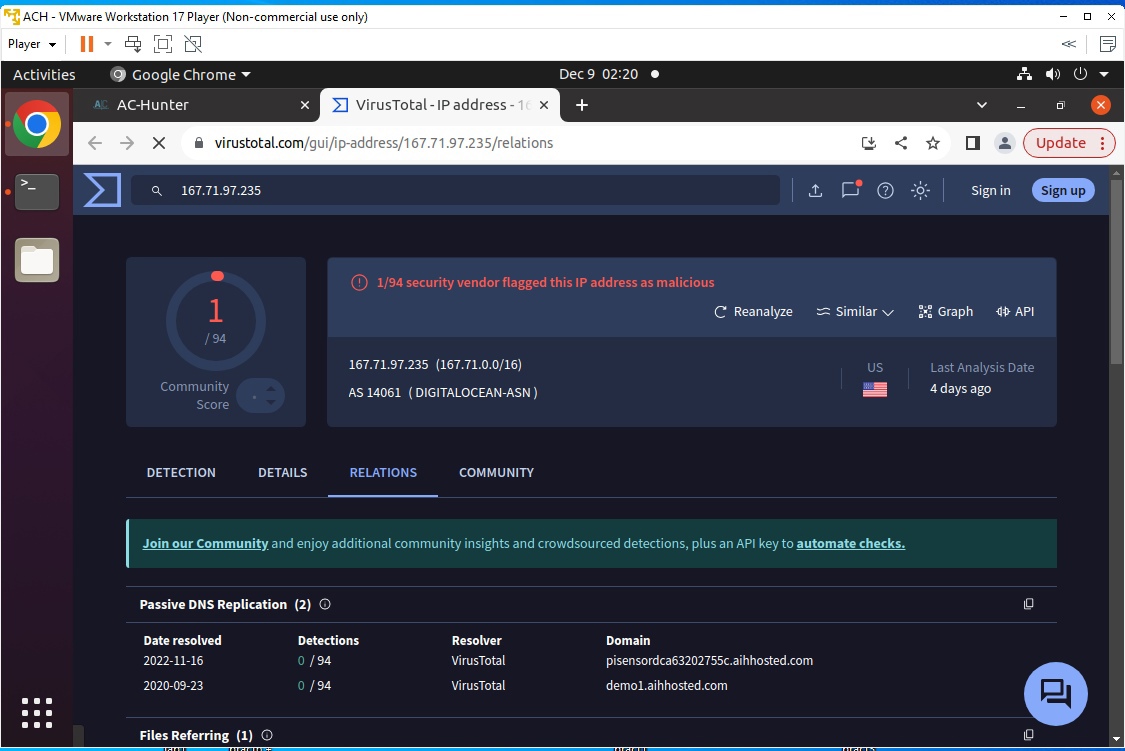 ACH - VMware Workstation 17 Player (Non-commercial use only)
Player
Activities
Google Chrome
Dec 9 02:20
AC-Hunter
VirusTotal - IP address - 16
virustotal.com/gui/ip-address/167.71.97.235/relations
Update
167.71.97.235
Sign in
Sign up
1
/ 94
Community
Score
1/94 security vendor flagged this IP address as malicious
Reanalyze
Similar
Graph
API
167.71.97.235 (167.71.0.0/16)
AS 14061 ( DIGITALOCEAN-ASN )
US
Last Analysis Date
4 days ago
DETECTION
DETAILS
RELATIONS
COMMUNITY
Join our Community and enjoy additional community insights and crowdsourced detections, plus an API key to automate checks.
Passive DNS Replication (2)
Date resolved Detections Resolver Domain
2022-11-16 0 / 94 VirusTotal pisensordca63202755c.aihhosted.com
2020-09-23 0 / 94 VirusTotal demo1.aihhosted.com
Files Referring (1)